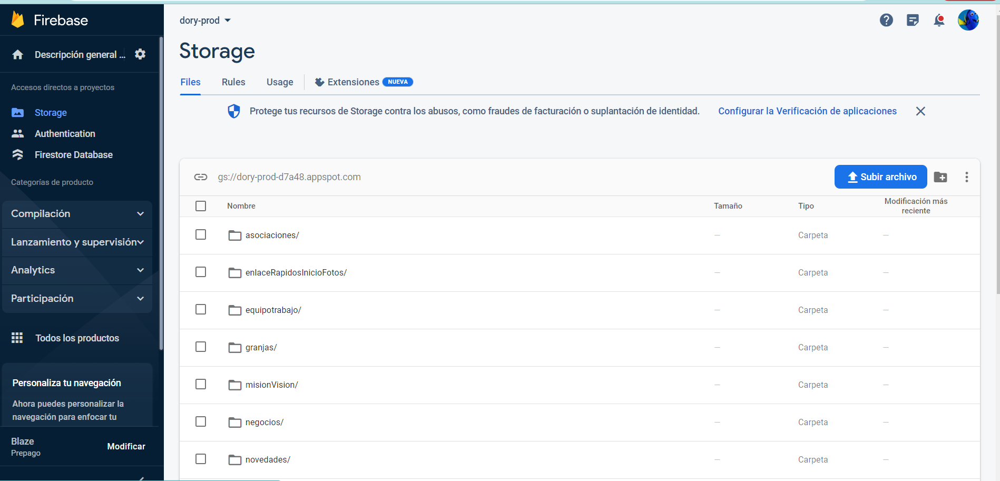 Firebase
Descripción general ...
Accesos directos a proyectos
Storage
Authentication
Firestore Database
Categorías de producto
Compilación
Lanzamiento y supervisión
Analytics
Participación
Todos los productos
Personaliza tu navegación
Ahora puedes personalizar la
navegación para enfocar tu
Blaze
Prepago
Modificar
dory-prod
Storage
Files Rules Usage Extensiones NUEVA
Protege tus recursos de Storage contra los abusos, como fraudes de facturación o suplantación de identidad. Configurar la Verificación de aplicaciones
gs://dory-prod-d7a48.appspot.com Subir archivo
Nombre Tamaño Tipo Modificación más
reciente
asociaciones/ — Carpeta —
enlaceRapidosInicioFotos/ — Carpeta —
equipotrabajo/ — Carpeta —
granjas/ — Carpeta —
misionVision/ — Carpeta —
negocios/ — Carpeta —
novedades/ — Carpeta —